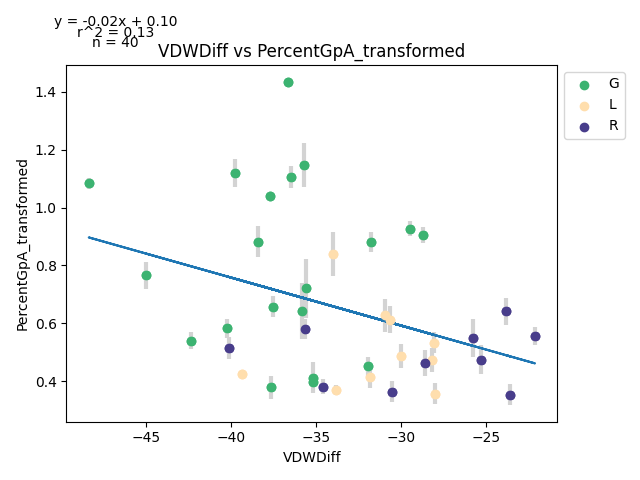 y = -0.02x + 0.10
r^2 = 0.13
n = 40
VDWDiff vs PercentGpA_transformed
G
L
R
PercentGpA_transformed
1.4
1.2
1.0
0.8
0.6
0.4
−45 −40 −35 −30 −25
VDWDiff